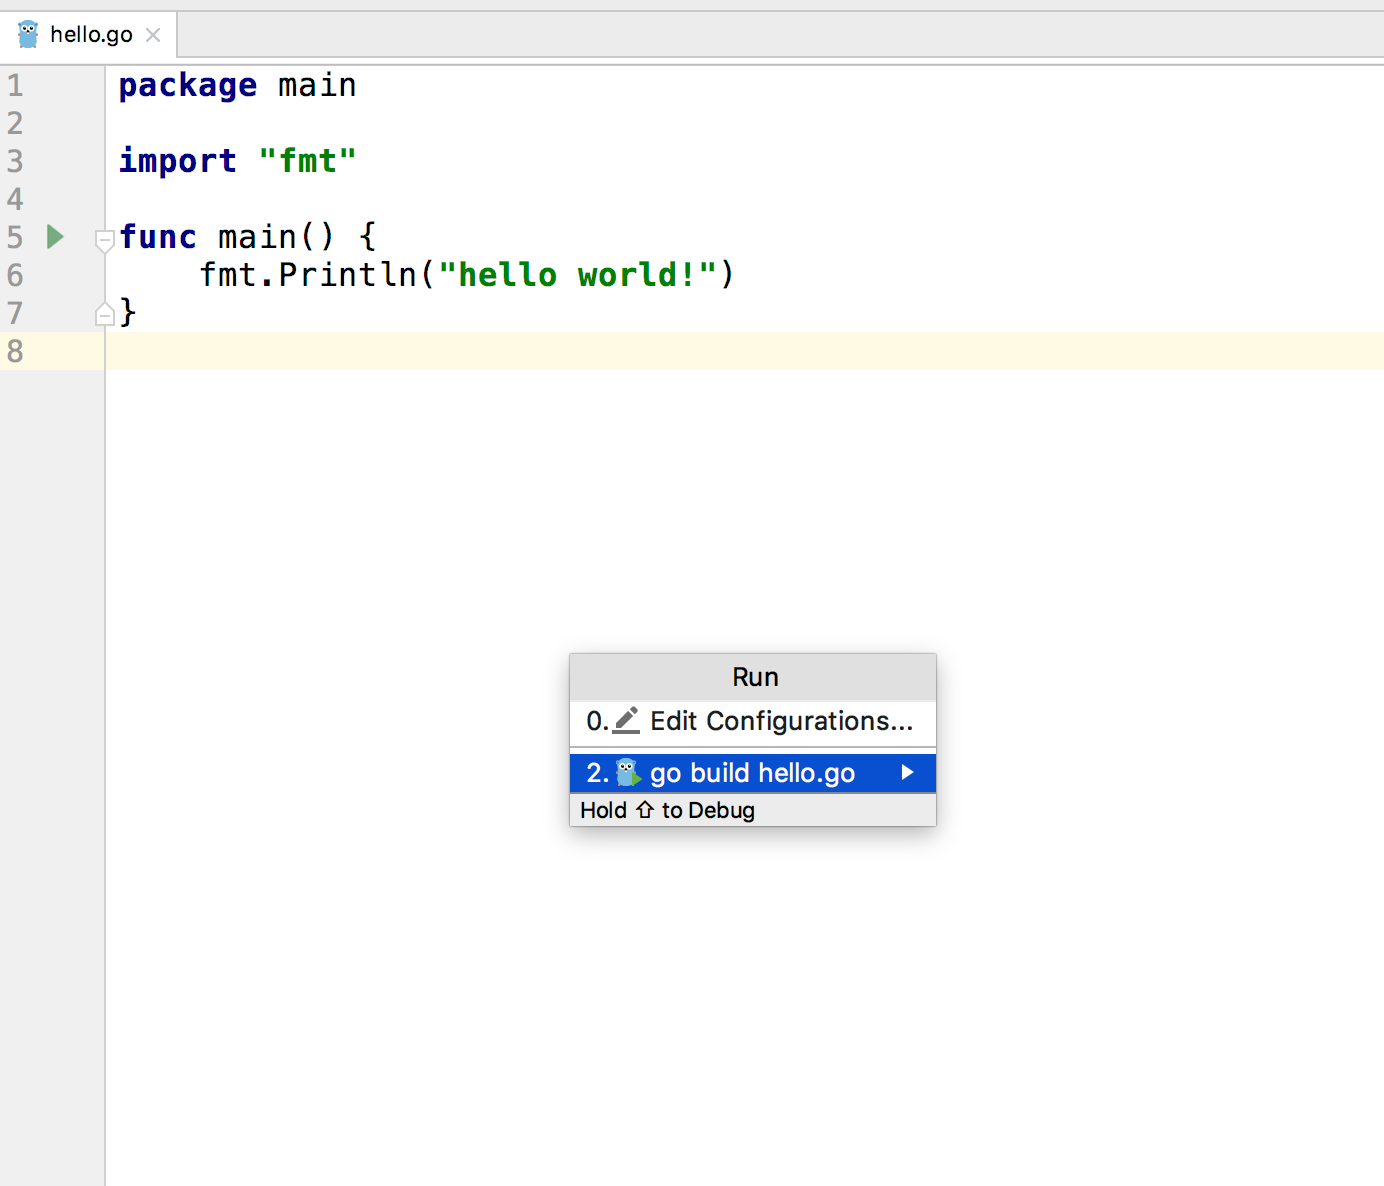 hello.go
1 package main
2
3 import "fmt"
4
5 func main() {
6     fmt.Println("hello world!")
7 }
8
Run
0. Edit Configurations...
2. go build hello.go
Hold ⇧ to Debug